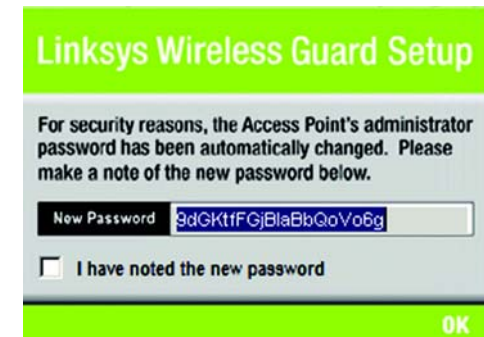 Linksys Wireless Guard Setup
For security reasons, the Access Point's administrator
password has been automatically changed. Please
make a note of the new password below.
New Password 9dGKtfFGjBlaBbQoVo6g
I have noted the new password
OK